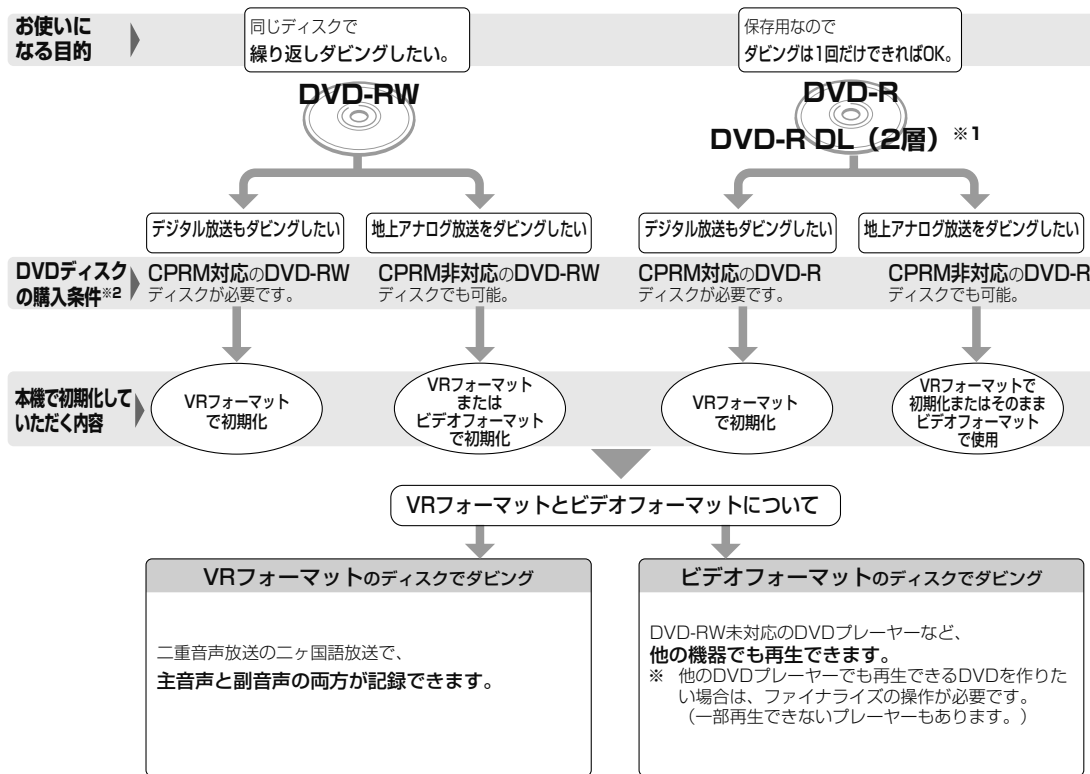 お使いに
なる目的
同じディスクで
繰り返しダビングしたい。
保存用なので
ダビングは1回だけできればOK。
DVD-RW
DVD-R
DVD-R DL（2層）※1
デジタル放送もダビングしたい
地上アナログ放送をダビングしたい
デジタル放送もダビングしたい
地上アナログ放送をダビングしたい
DVDディスク
の購入条件※2
CPRM対応のDVD-RW
ディスクが必要です。
CPRM非対応のDVD-RW
ディスクでも可能。
CPRM対応のDVD-R
ディスクが必要です。
CPRM非対応のDVD-R
ディスクでも可能。
本機で初期化して
いただく内容
VRフォーマット
で初期化
VRフォーマット
または
ビデオフォーマット
で初期化
VRフォーマット
で初期化
VRフォーマットで
初期化またはそのまま
ビデオフォーマット
で使用
VRフォーマットとビデオフォーマットについて
VRフォーマットのディスクでダビング
二重音声放送の二ヶ国語放送で、
主音声と副音声の両方が記録できます。
ビデオフォーマットのディスクでダビング
DVD-RW未対応のDVDプレーヤーなど、
他の機器でも再生できます。
※ 他のDVDプレーヤーでも再生できるDVDを作りた
い場合は、ファイナライズの操作が必要です。
（一部再生できないプレーヤーもあります。）